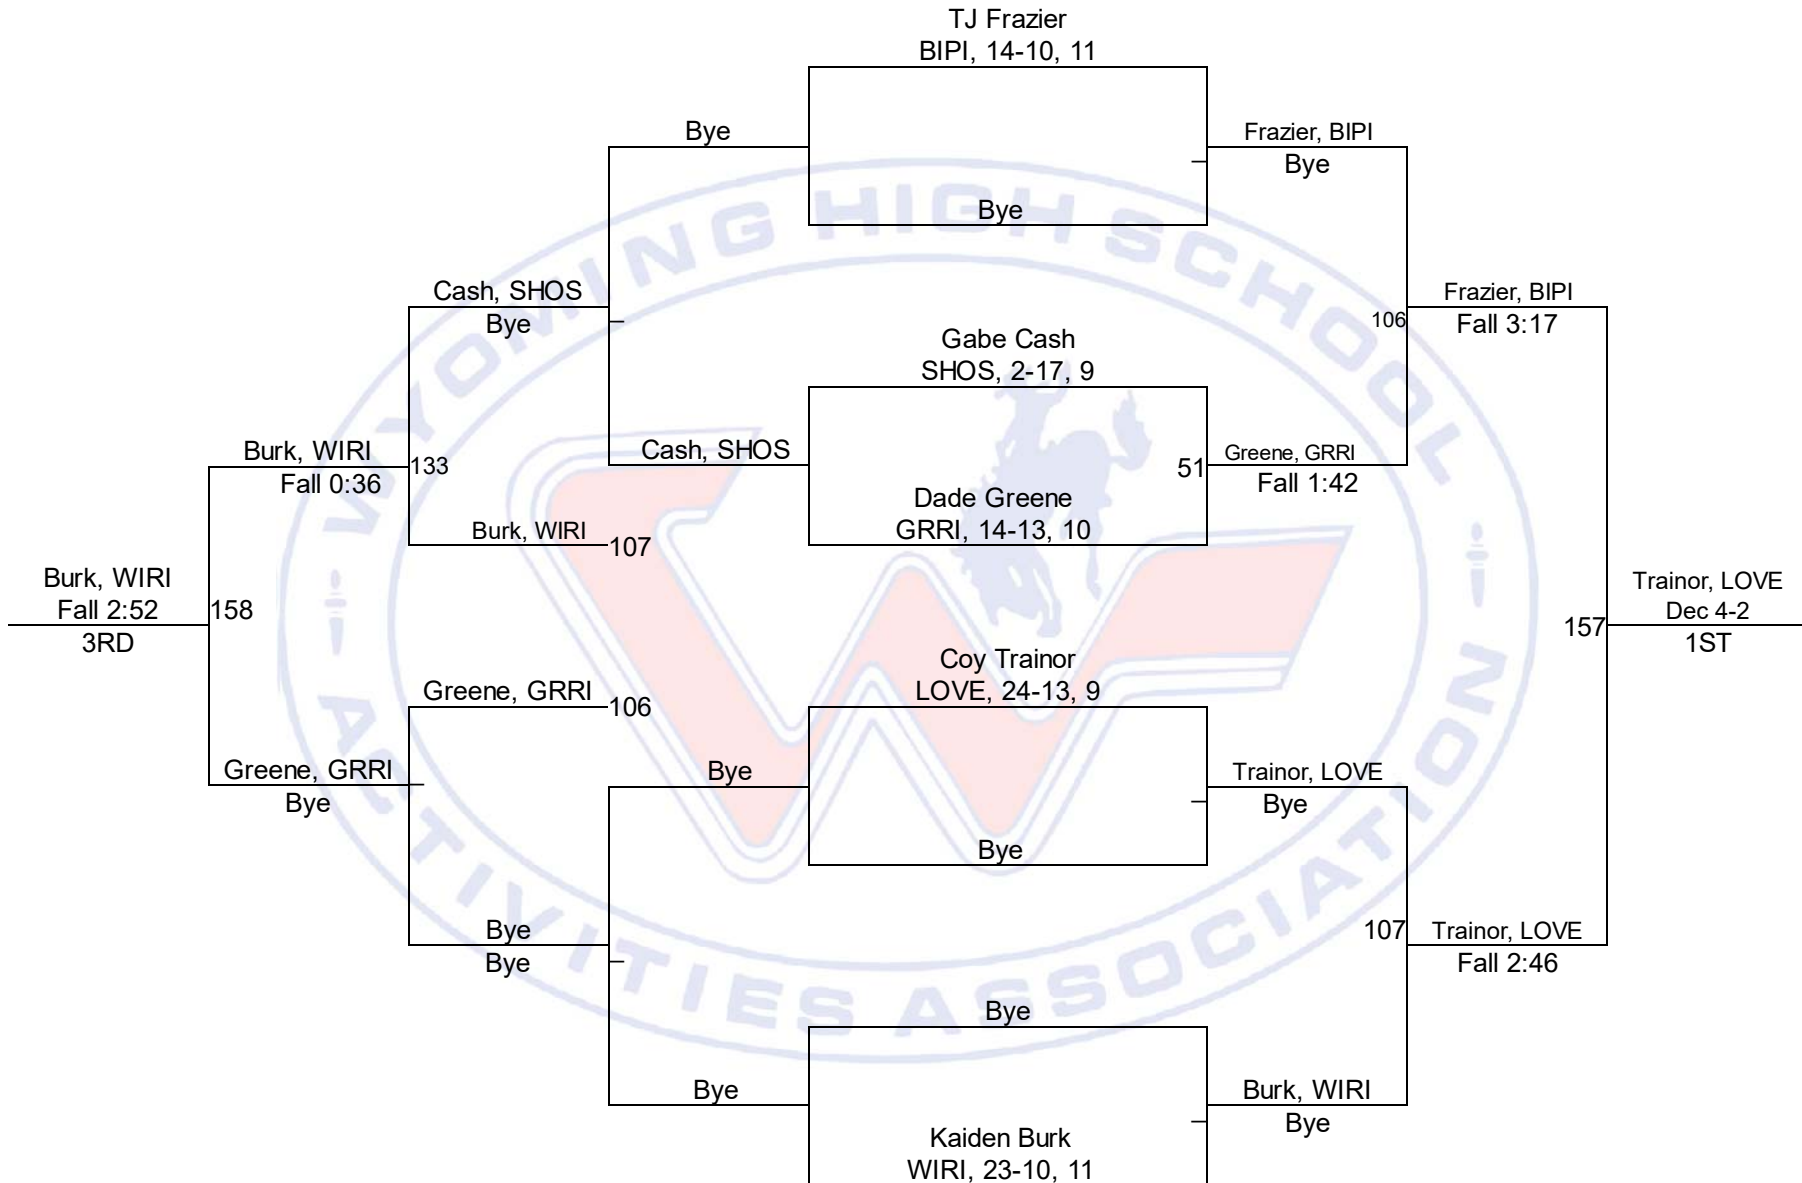 TJ Frazier
BIPI, 14-10, 11
Bye
Frazier, BIPI
Bye
Bye
Cash, SHOS
Bye
Frazier, BIPI
106
Fall 3:17
Gabe Cash
SHOS, 2-17, 9
Burk, WIRI
133
Fall 0:36
Cash, SHOS
51
Greene, GRRI
Fall 1:42
Dade Greene
GRRI, 14-13, 10
Burk, WIRI
107
Burk, WIRI
Fall 2:52
158
3RD
Trainor, LOVE
Dec 4-2
157
1ST
Coy Trainor
LOVE, 24-13, 9
Greene, GRRI
106
Greene, GRRI
Bye
Bye
Trainor, LOVE
Bye
Bye
Bye
Bye
107
Trainor, LOVE
Fall 2:46
Bye
Bye
Burk, WIRI
Bye
Kaiden Burk
WIRI, 23-10, 11
WYOMING HIGH SCHOOL
ACTIVITIES ASSOCIATION